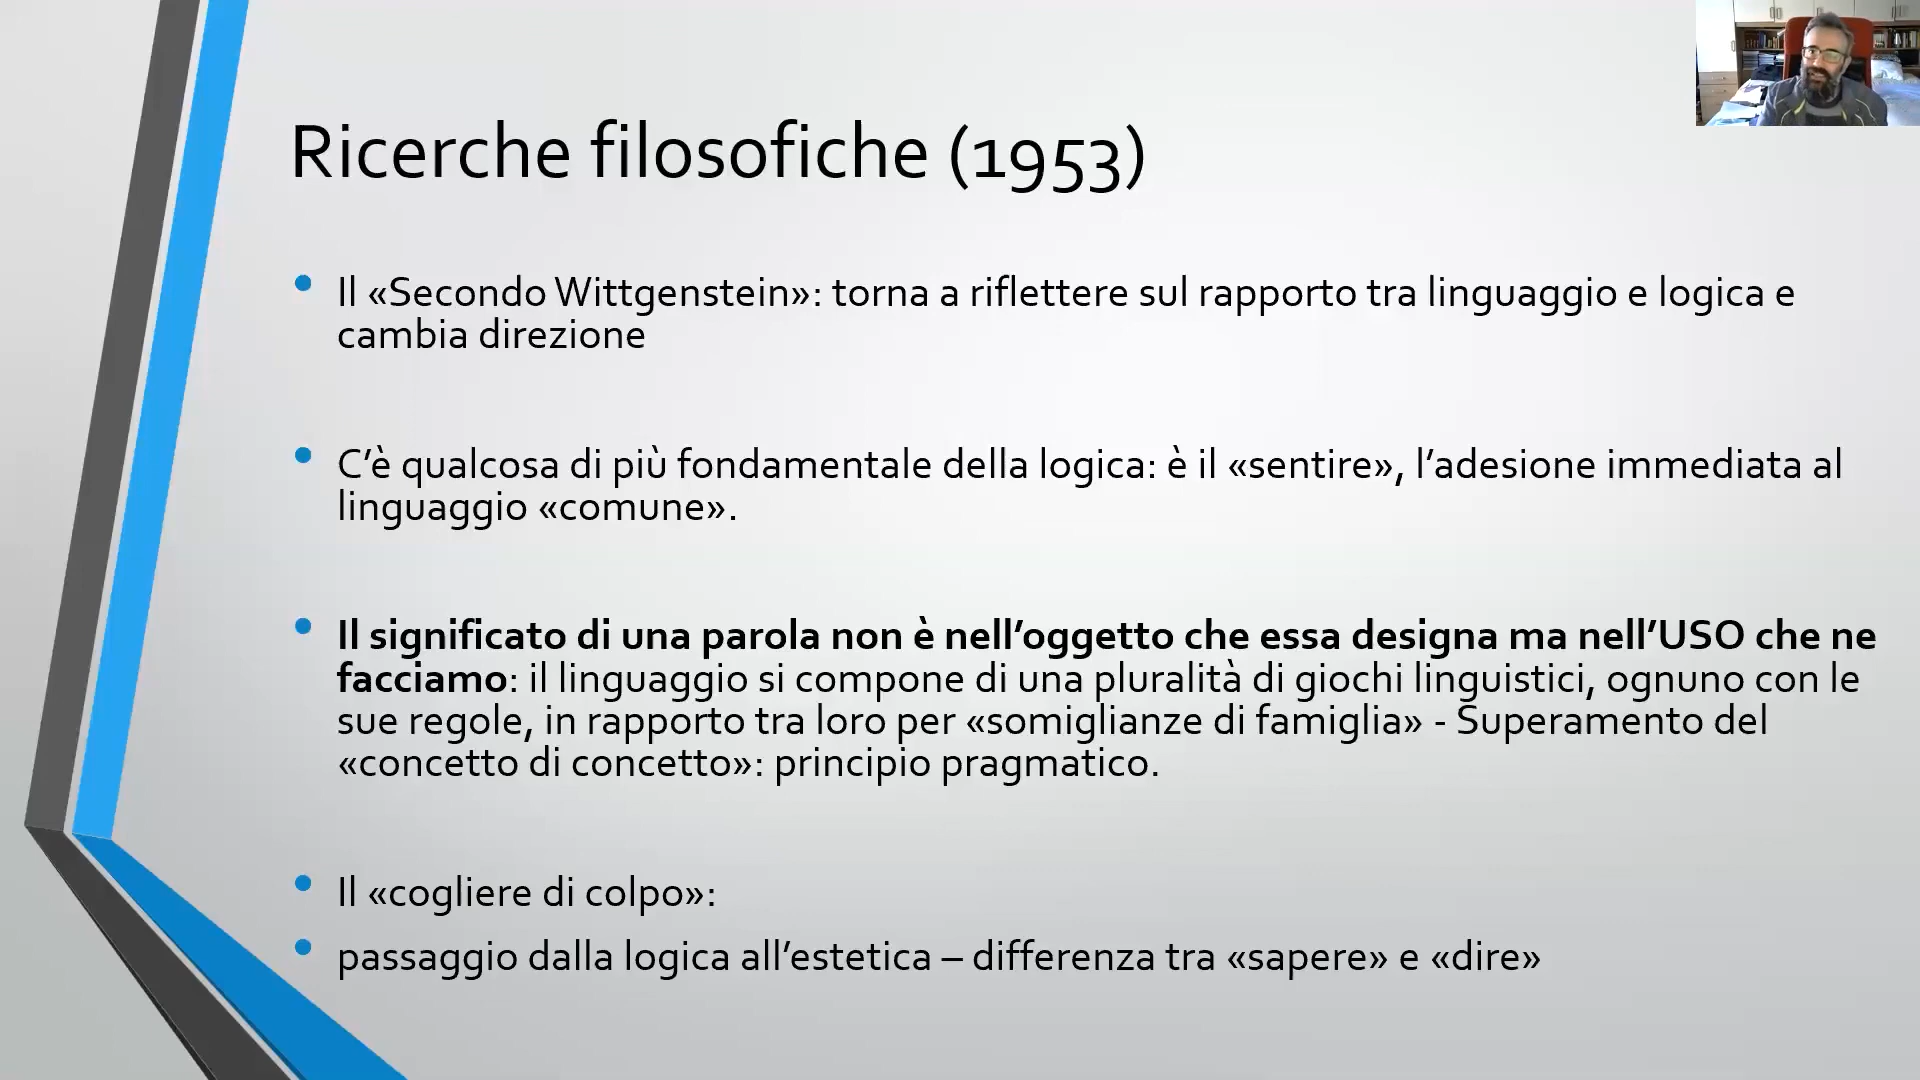 Ricerche filosofiche (1953)
• Il «Secondo Wittgenstein»: torna a riflettere sul rapporto tra linguaggio e logica e
cambia direzione
• C’è qualcosa di più fondamentale della logica: è il «sentire», l’adesione immediata al
linguaggio «comune».
• Il significato di una parola non è nell’oggetto che essa designa ma nell’USO che ne
facciamo: il linguaggio si compone di una pluralità di giochi linguistici, ognuno con le
sue regole, in rapporto tra loro per «somiglianze di famiglia» - Superamento del
«concetto di concetto»: principio pragmatico.
• Il «cogliere di colpo»:
• passaggio dalla logica all’estetica – differenza tra «sapere» e «dire»